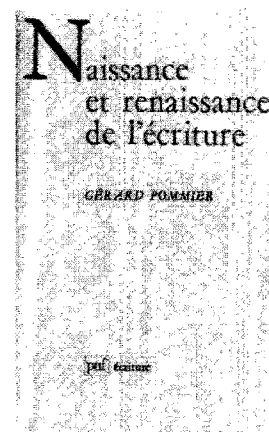 Naissance
et renaissance
de l'écriture
GÉRARD POMMIER
puf écriture